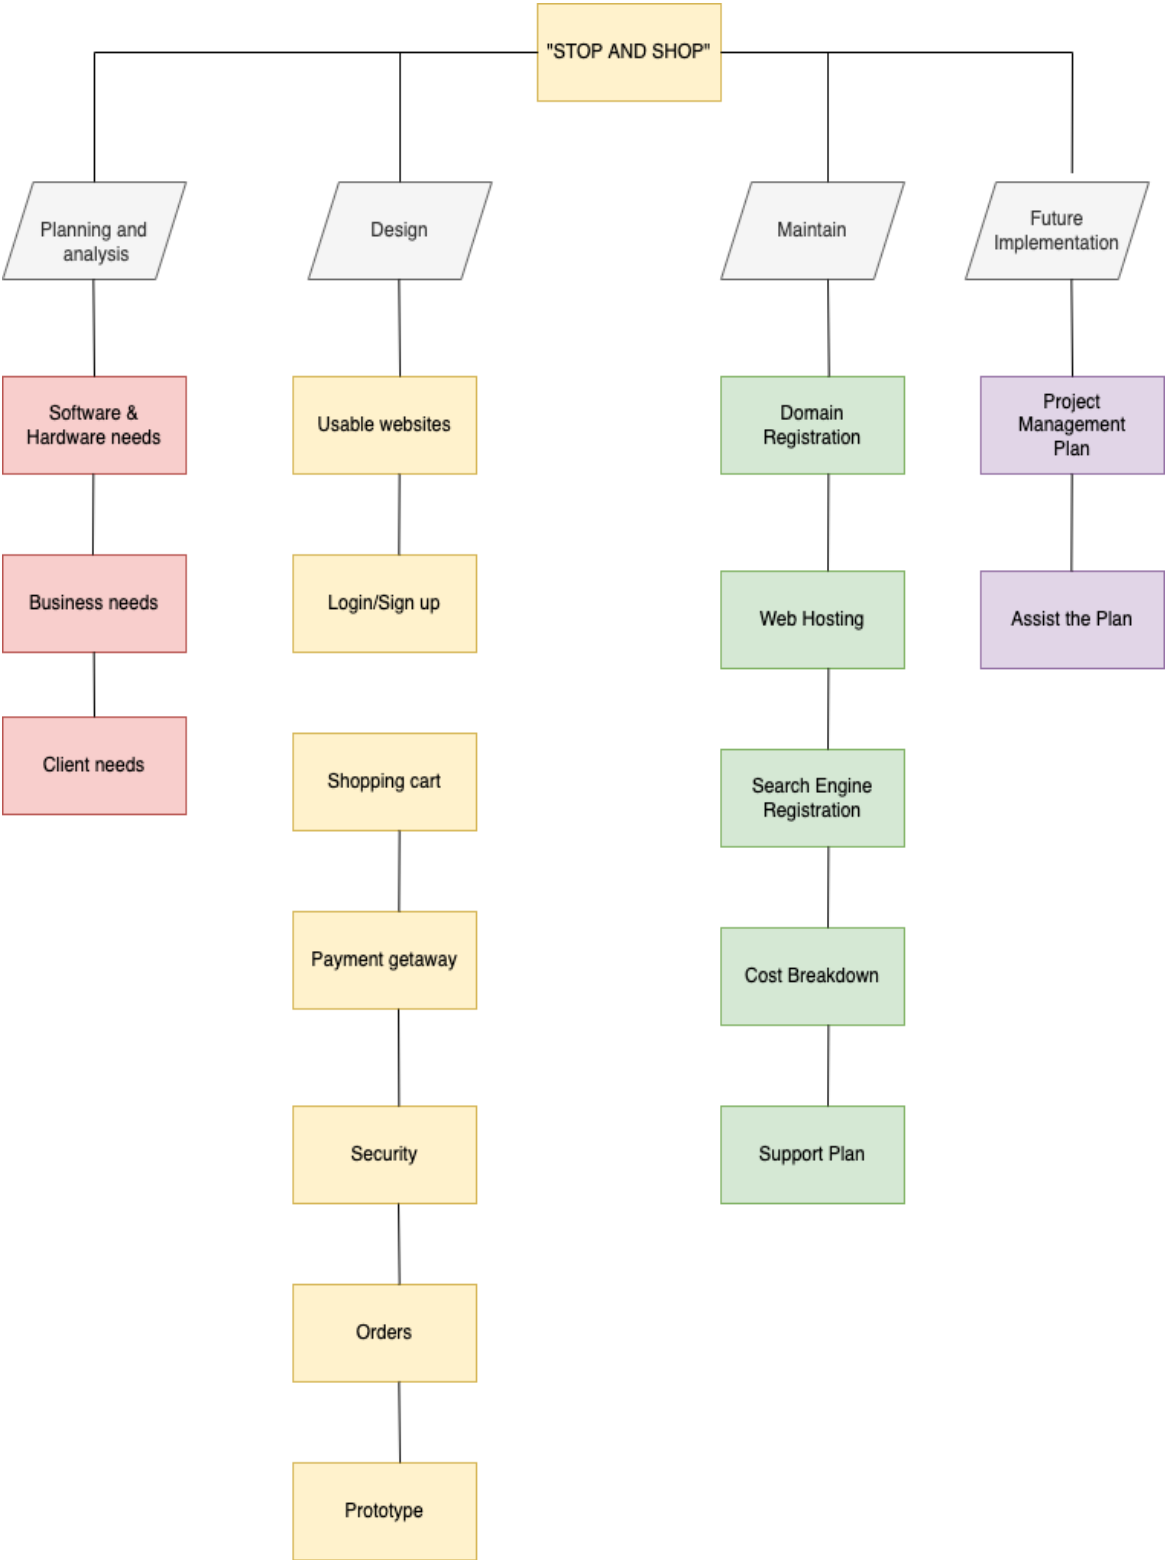 "STOP AND SHOP"
Planning and
analysis
Design
Maintain
Future
Implementation
Software &
Hardware needs
Usable websites
Domain
Registration
Project
Management
Plan
Business needs
Login/Sign up
Web Hosting
Assist the Plan
Client needs
Shopping cart
Search Engine
Registration
Payment getaway
Cost Breakdown
Security
Support Plan
Orders
Prototype